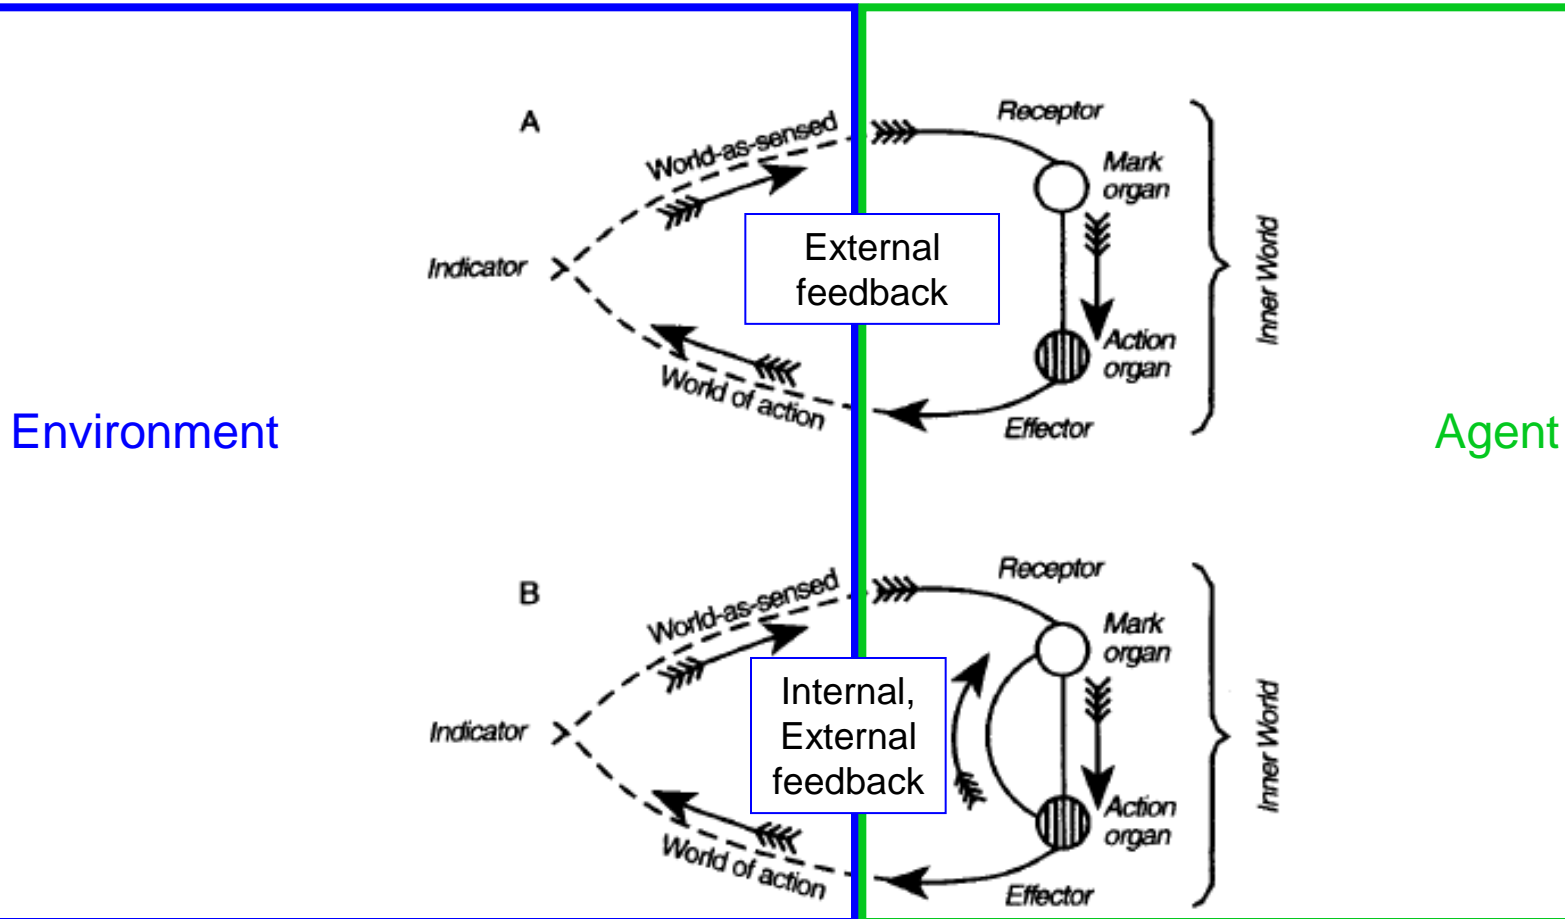 A
World-as-sensed
Receptor
Mark
organ
Indicator
External
feedback
Inner World
Action
organ
World of action
Effector
Environment
Agent
B
World-as-sensed
Receptor
Mark
organ
Indicator
Internal,
External
feedback
Inner World
Action
organ
World of action
Effector